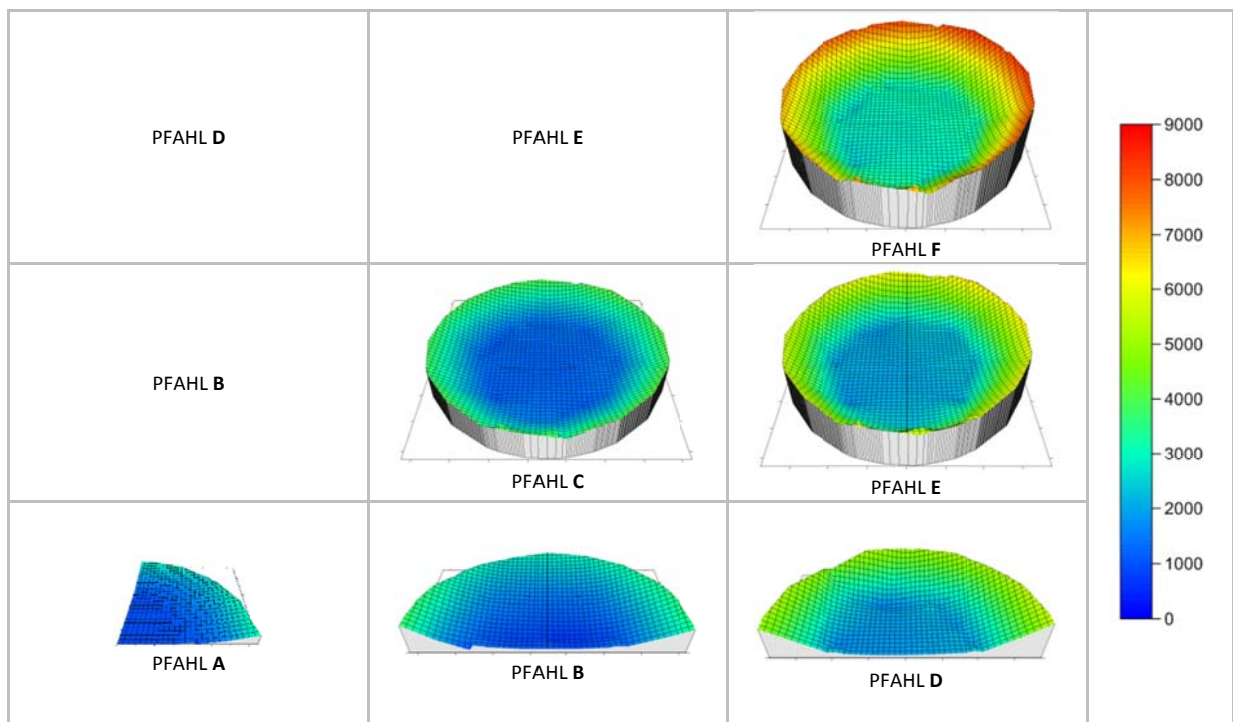 PFAHL D
PFAHL E
PFAHL F
PFAHL B
PFAHL C
PFAHL E
PFAHL A
PFAHL B
PFAHL D
9000
8000
7000
6000
5000
4000
3000
2000
1000
0